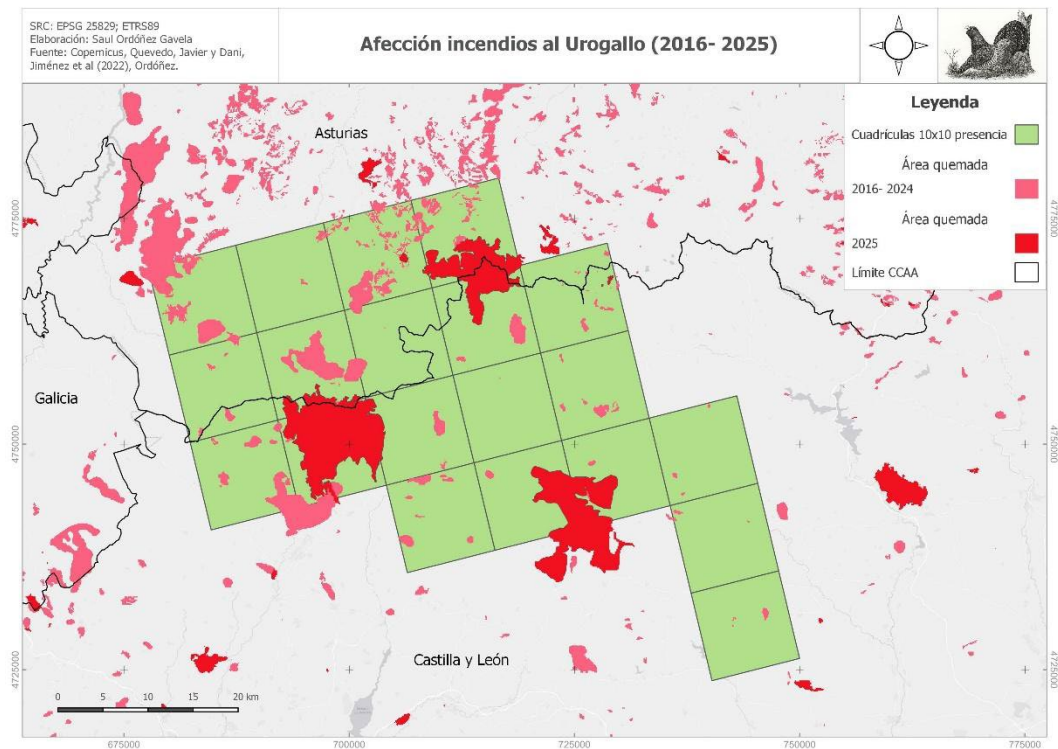 SRC: EPSG 25829; ETRS89
Elaboración: Saul Ordóñez Gavela
Fuente: Copernicus, Quevedo, Javier y Dani,
Jiménez et al (2022), Ordóñez.
Afección incendios al Urogallo (2016- 2025)
Leyenda
Cuadrículas 10x10 presencia
Área quemada
2016- 2024
Área quemada
2025
Límite CCAA
Asturias
Galicia
Castilla y León
4775000
4775000
4750000
4750000
4725000
4725000
0 5 10 15 20 km
675000 700000 725000 750000 775000